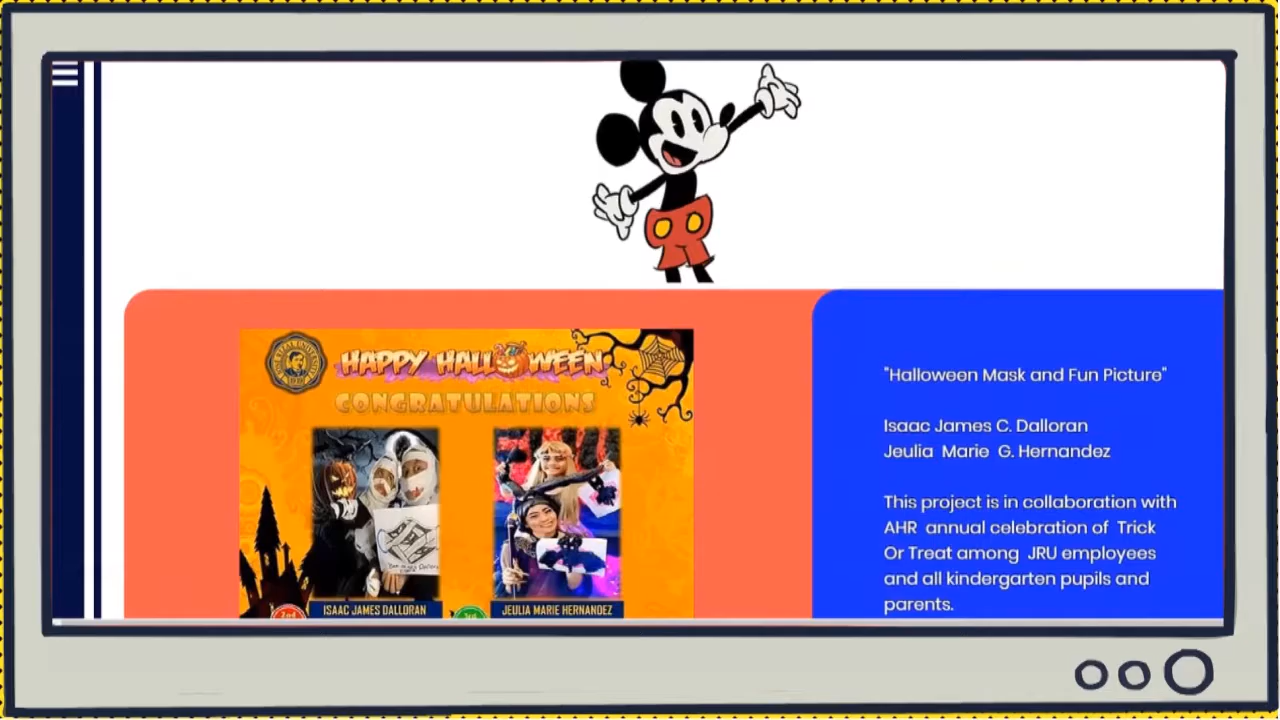 HAPPY HALLOWEEN
CONGRATULATIONS
ISAAC JAMES DALLORAN
JEULIA MARIE HERNANDEZ
"Halloween Mask and Fun Picture"
Isaac James C. Dalloran
Jeulia Marie G. Hernandez
This project is in collaboration with
AHR annual celebration of Trick
Or Treat among JRU employees
and all kindergarten pupils and
parents.